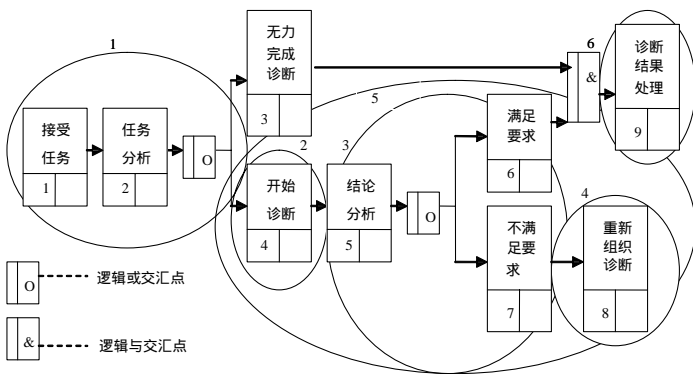 1
无力
完成
诊断
3
6
&
诊断
结果
处理
9
5
接受
任务
1
任务
分析
2
O
2
3
满足
要求
6
开始
诊断
4
结论
分析
5
O
4
不满
足要
求
7
重新
组织
诊断
8
O
逻辑或交汇点
&
逻辑与交汇点